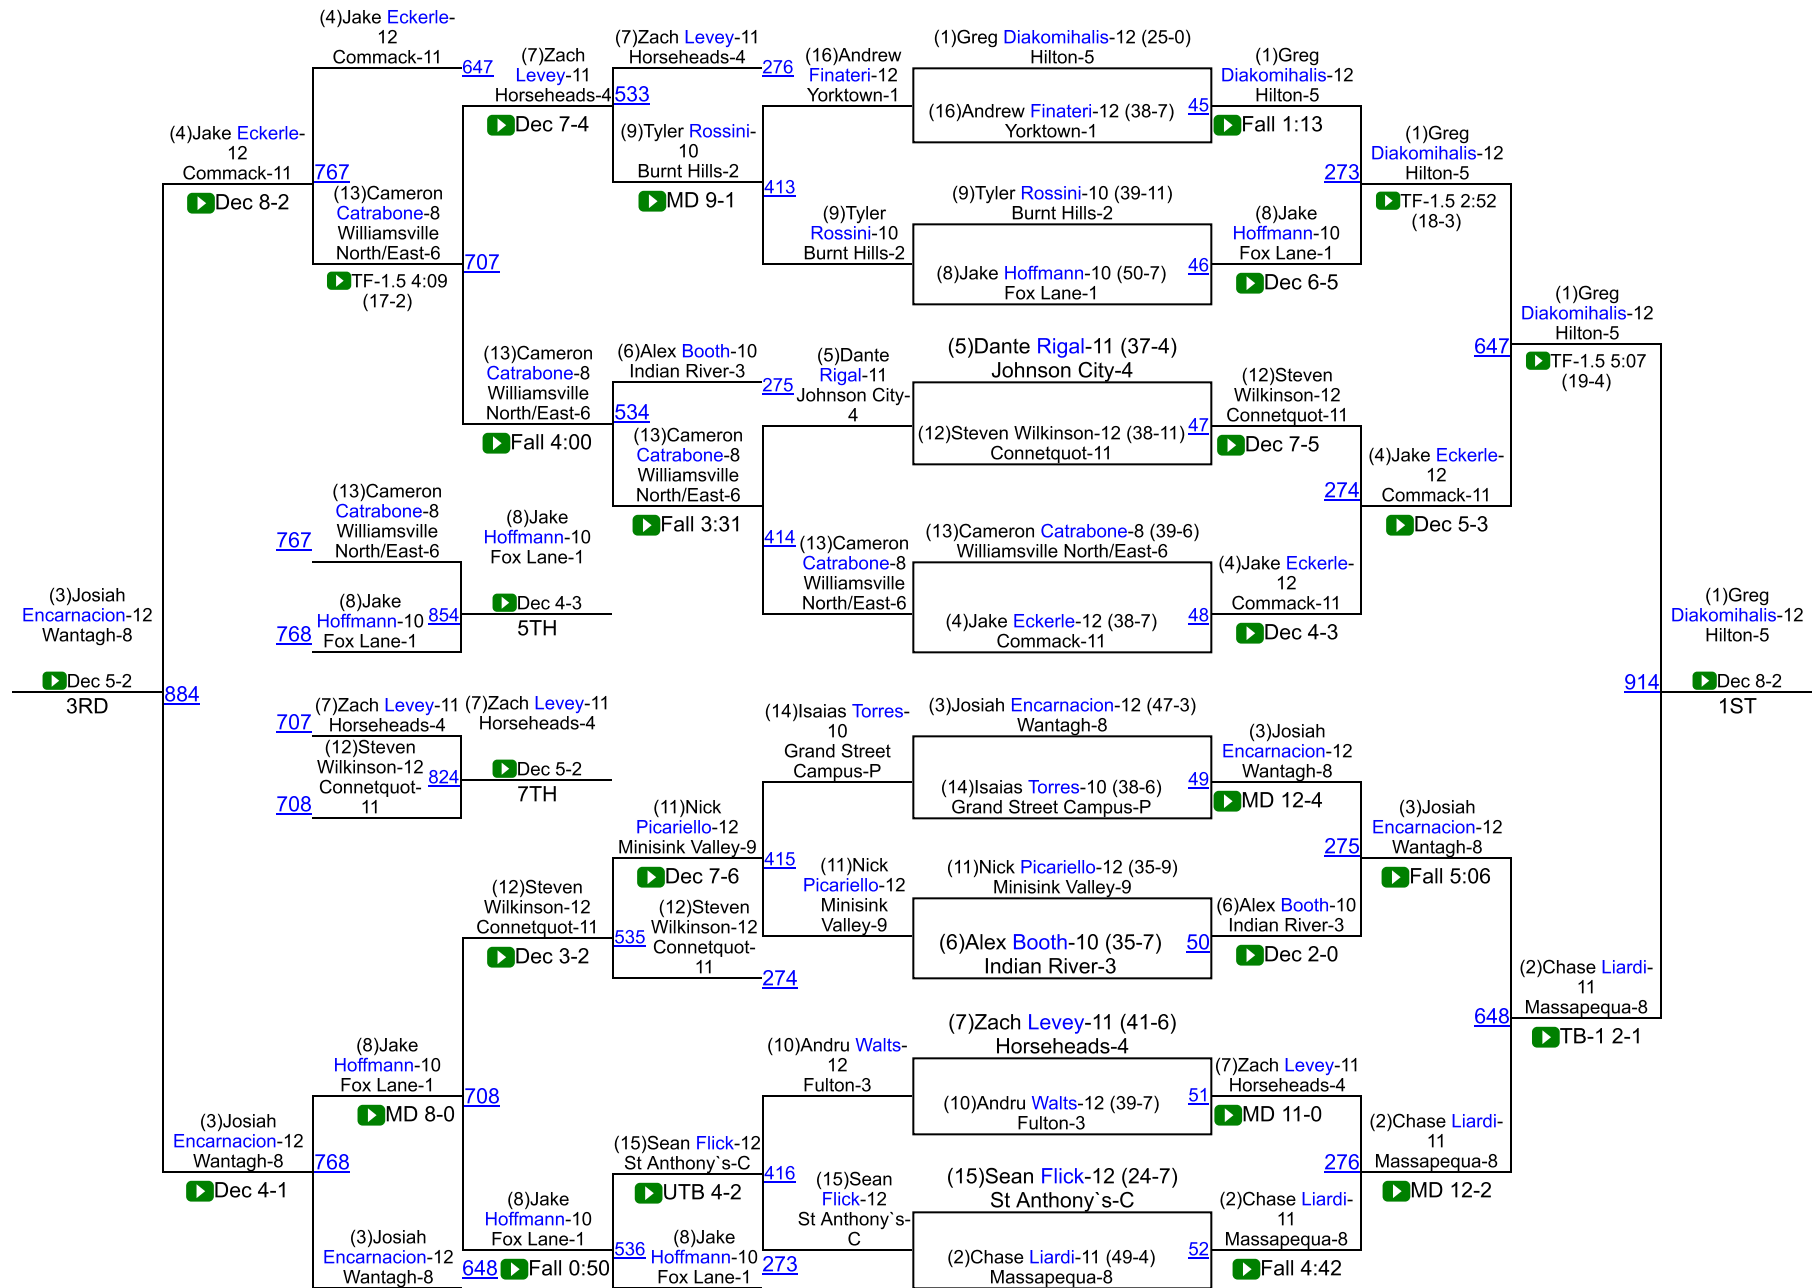 (4)Jake Eckerle-
12
Commack-11
647
(4)Jake Eckerle-
12
Commack-11
Dec 8-2
767
(13)Cameron
Catrabone-8
Williamsville
North/East-6
TF-1.5 4:09
(17-2)
(7)Zach
Levey-11
Horseheads-4
Dec 7-4
707
(13)Cameron
Catrabone-8
Williamsville
North/East-6
Fall 4:00
(7)Zach Levey-11
Horseheads-4
276
533
(9)Tyler Rossini-
10
Burnt Hills-2
MD 9-1
413
(6)Alex Booth-10
Indian River-3
275
534
(13)Cameron
Catrabone-8
Williamsville
North/East-6
Fall 3:31
414
(16)Andrew
Finateri-12
Yorktown-1
(9)Tyler
Rossini-10
Burnt Hills-2
(5)Dante
Rigal-11
Johnson City-
4
(13)Cameron
Catrabone-8
Williamsville
North/East-6
(1)Greg Diakomihalis-12 (25-0)
Hilton-5
(16)Andrew Finateri-12 (38-7)
Yorktown-1
45
(9)Tyler Rossini-10 (39-11)
Burnt Hills-2
(8)Jake Hoffmann-10 (50-7)
Fox Lane-1
46
(5)Dante Rigal-11 (37-4)
Johnson City-4
(12)Steven Wilkinson-12 (38-11)
Connetquot-11
47
(13)Cameron Catrabone-8 (39-6)
Williamsville North/East-6
(4)Jake Eckerle-12 (38-7)
Commack-11
48
(1)Greg
Diakomihalis-12
Hilton-5
Fall 1:13
(8)Jake
Hoffmann-10
Fox Lane-1
Dec 6-5
(12)Steven
Wilkinson-12
Connetquot-11
Dec 7-5
(4)Jake Eckerle-
12
Commack-11
Dec 4-3
273
(1)Greg
Diakomihalis-12
Hilton-5
TF-1.5 2:52
(18-3)
274
(4)Jake Eckerle-
12
Commack-11
Dec 5-3
647
(1)Greg
Diakomihalis-12
Hilton-5
TF-1.5 5:07
(19-4)
(3)Josiah
Encarnacion-12
Wantagh-8
Dec 5-2
3RD
884
767
(13)Cameron
Catrabone-8
Williamsville
North/East-6
768
(8)Jake
Hoffmann-10
Fox Lane-1
854
(8)Jake
Hoffmann-10
Fox Lane-1
Dec 4-3
5TH
707
(7)Zach Levey-11
Horseheads-4
708
(12)Steven
Wilkinson-12
Connetquot-
11
824
(7)Zach Levey-11
Horseheads-4
Dec 5-2
7TH
914
(1)Greg
Diakomihalis-12
Hilton-5
Dec 8-2
1ST
(3)Josiah
Encarnacion-12
Wantagh-8
Dec 4-1
768
(8)Jake
Hoffmann-10
Fox Lane-1
MD 8-0
(3)Josiah
Encarnacion-12
Wantagh-8
648
(12)Steven
Wilkinson-12
Connetquot-11
Dec 3-2
708
(8)Jake
Hoffmann-10
Fox Lane-1
Fall 0:50
(11)Nick
Picariello-12
Minisink Valley-9
Dec 7-6
415
535
(12)Steven
Wilkinson-12
Connetquot-
11
274
(15)Sean Flick-12
St Anthony`s-C
UTB 4-2
416
536
(8)Jake
Hoffmann-10
Fox Lane-1
273
(14)Isaias Torres-
10
Grand Street
Campus-P
(11)Nick
Picariello-12
Minisink
Valley-9
(10)Andru Walts-
12
Fulton-3
(15)Sean
Flick-12
St Anthony`s-
C
(3)Josiah Encarnacion-12 (47-3)
Wantagh-8
(14)Isaias Torres-10 (38-6)
Grand Street Campus-P
49
(11)Nick Picariello-12 (35-9)
Minisink Valley-9
(6)Alex Booth-10 (35-7)
Indian River-3
50
(7)Zach Levey-11 (41-6)
Horseheads-4
(10)Andru Walts-12 (39-7)
Fulton-3
51
(15)Sean Flick-12 (24-7)
St Anthony`s-C
(2)Chase Liardi-11 (49-4)
Massapequa-8
52
(3)Josiah
Encarnacion-12
Wantagh-8
MD 12-4
(6)Alex Booth-10
Indian River-3
Dec 2-0
(7)Zach Levey-11
Horseheads-4
MD 11-0
(2)Chase Liardi-
11
Massapequa-8
Fall 4:42
275
(3)Josiah
Encarnacion-12
Wantagh-8
Fall 5:06
276
(2)Chase Liardi-
11
Massapequa-8
MD 12-2
648
(2)Chase Liardi-
11
Massapequa-8
TB-1 2-1